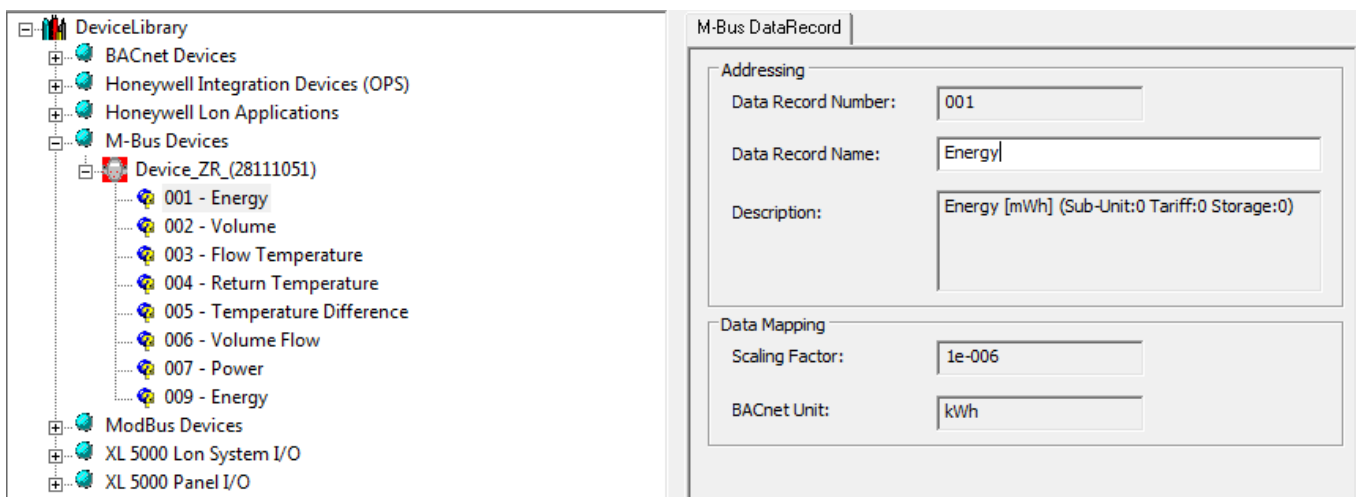 DeviceLibrary
BACnet Devices
Honeywell Integration Devices (OPS)
Honeywell Lon Applications
M-Bus Devices
Device_ZR_(28111051)
001 - Energy
002 - Volume
003 - Flow Temperature
004 - Return Temperature
005 - Temperature Difference
006 - Volume Flow
007 - Power
009 - Energy
ModBus Devices
XL 5000 Lon System I/O
XL 5000 Panel I/O
M-Bus DataRecord
Addressing
Data Record Number: 001
Data Record Name: Energy
Description: Energy [mWh] (Sub-Unit:0 Tariff:0 Storage:0)
Data Mapping
Scaling Factor: 1e-006
BACnet Unit: kWh